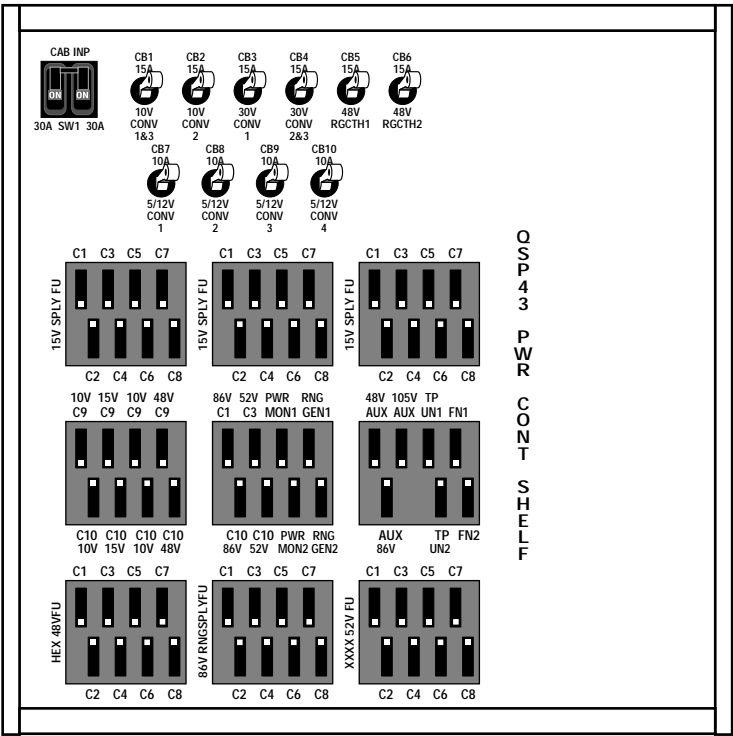 CAB INP
ON ON
30A SW1 30A
CB1 CB2 CB3 CB4 CB5 CB6
15A 15A 15A 15A 15A 15A
10V 10V 30V 30V 48V 48V
CONV CONV CONV CONV RGCTH1 RGCTH2
1&3 2 1 2&3
CB7 CB8 CB9 CB10
10A 10A 10A 10A
5/12V 5/12V 5/12V 5/12V
CONV CONV CONV CONV
1 2 3 4
QSP43 PWR CONT SHELF
C1 C3 C5 C7 C1 C3 C5 C7 C1 C3 C5 C7
15V SPLY FU 15V SPLY FU 15V SPLY FU
C2 C4 C6 C8 C2 C4 C6 C8 C2 C4 C6 C8
10V 15V 10V 48V 86V 52V PWR RNG 48V 105V TP
C9 C9 C9 C9 C1 C3 MON1 GEN1 AUX AUX UN1 FN1
C10 C10 C10 C10 C10 C10 PWR RNG AUX TP FN2
10V 15V 10V 48V 86V 52V MON2 GEN2 86V UN2
C1 C3 C5 C7 C1 C3 C5 C7 C1 C3 C5 C7
HEX 48VFU 86V RNGSPLYFU XXXX 52V FU
C2 C4 C6 C8 C2 C4 C6 C8 C2 C4 C6 C8